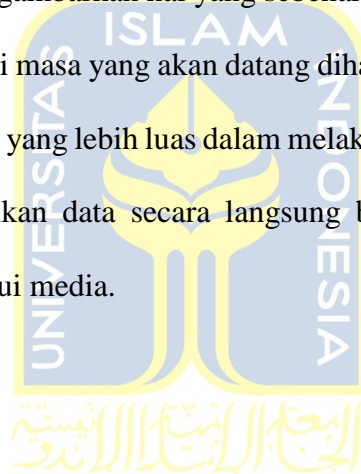 gambarkan hal yang sebenar
ISLAM
i masa yang akan datang diha
yang lebih luas dalam melak
kan data secara langsung b
ui media.
UNIVERSITAS
INDONESIA